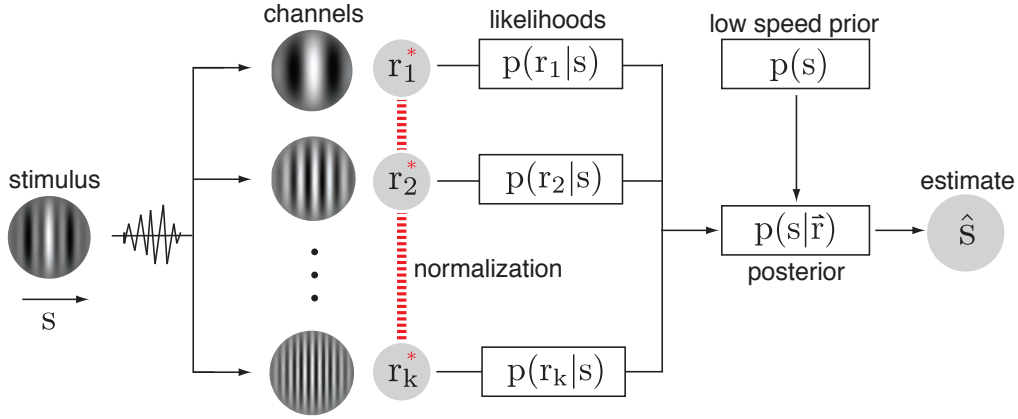 channels
likelihoods
low speed prior
r₁*
p(r₁|s)
p(s)
r₂*
p(r₂|s)
stimulus
estimate
p(s|r⃗)
ŝ
normalization
posterior
s
rₖ*
p(rₖ|s)